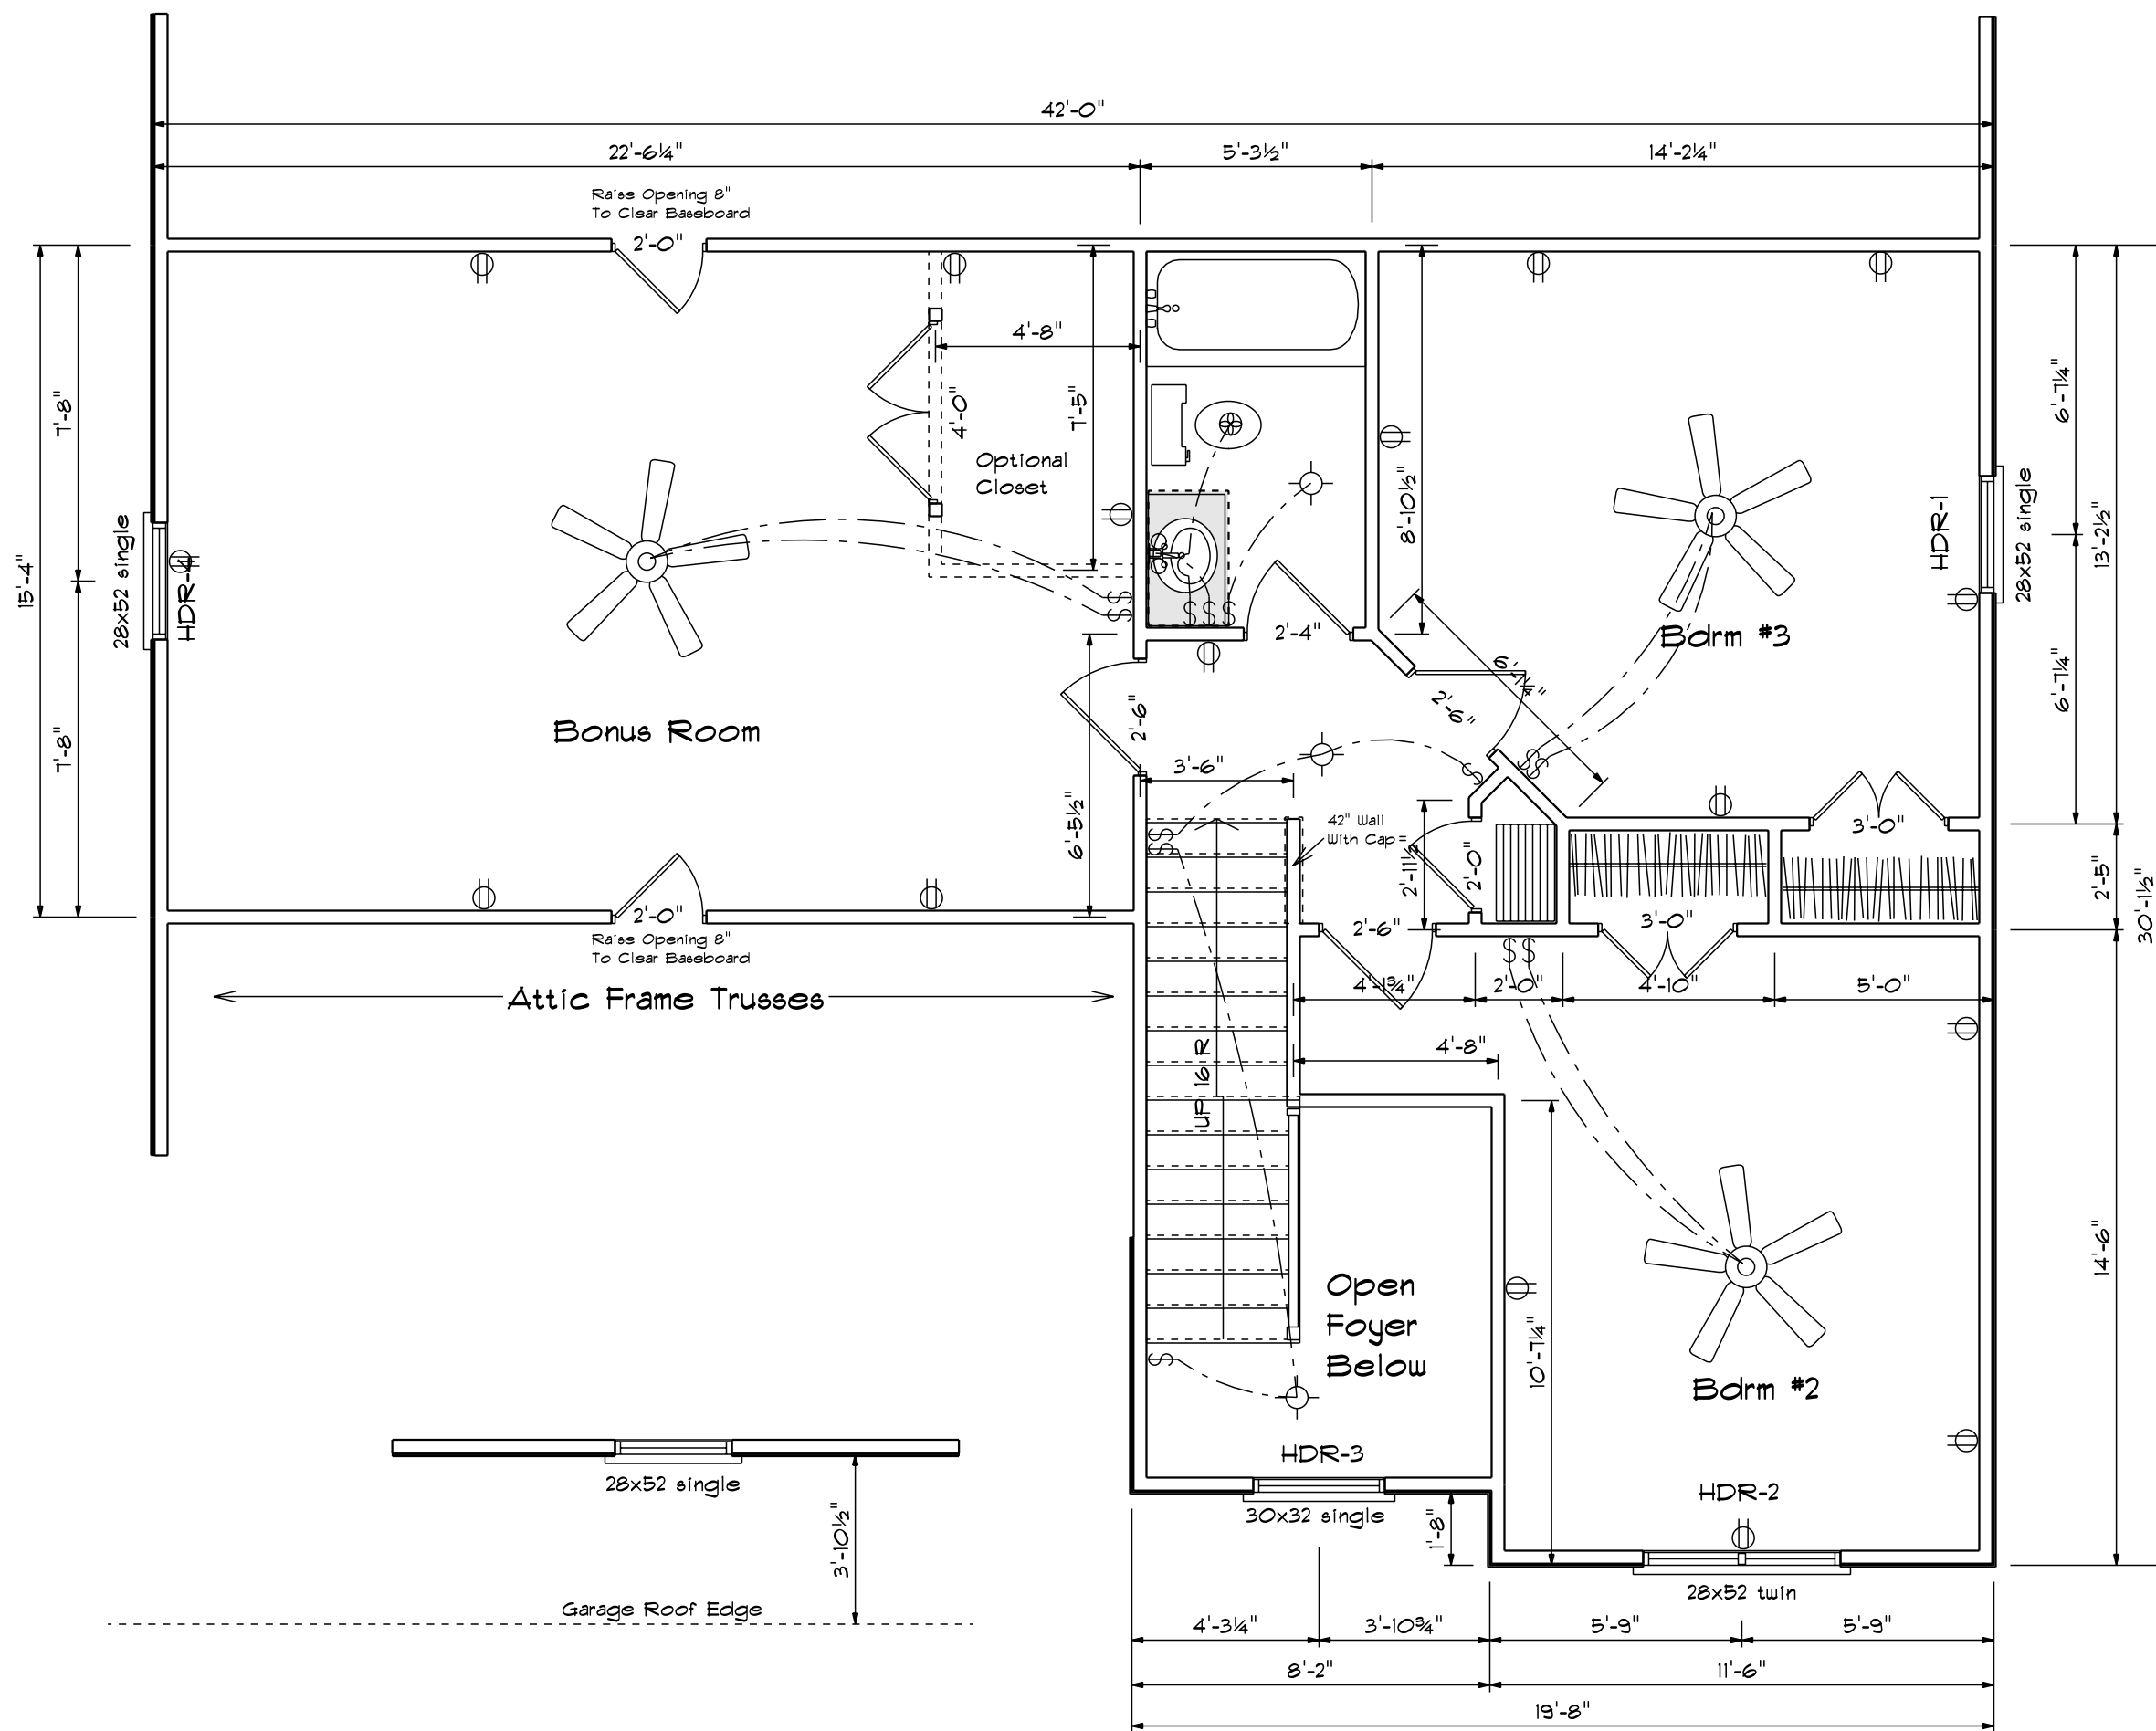 42'-0"
22'-6¼"
5'-3½"
14'-2¼"
Raise Opening 8"
To Clear Baseboard
2'-0"
4'-8"
4'-0"
7'-5"
Optional
Closet
8'-10½"
6'-7¼"
13'-2½"
6'-7¼"
HDR-1
28x52 single
7'-8"
15'-4"
7'-8"
28x52 single
HDR-4
S
S
S S S
2'-4"
Bdrm #3
6'-7¼"
2'-6"
Bonus Room
2'-6"
3'-6"
S
S S
6'-5½"
42" Wall
With Cap
S
S
2'-11½"
2'-0"
3'-0"
3'-0"
2'-5"
30'-1½"
2'-0"
Raise Opening 8"
To Clear Baseboard
2'-6"
S S
Attic Frame Trusses
4'-1¾"
2'-0"
4'-10"
5'-0"
4'-8"
UP 16 R
14'-6"
Open
Foyer
Below
S
10'-7¼"
Bdrm #2
HDR-3
HDR-2
28x52 single
30x32 single
1'-8"
3'-10½"
28x52 twin
Garage Roof Edge
4'-3¼"
3'-10¾"
5'-9"
5'-9"
8'-2"
11'-6"
19'-8"